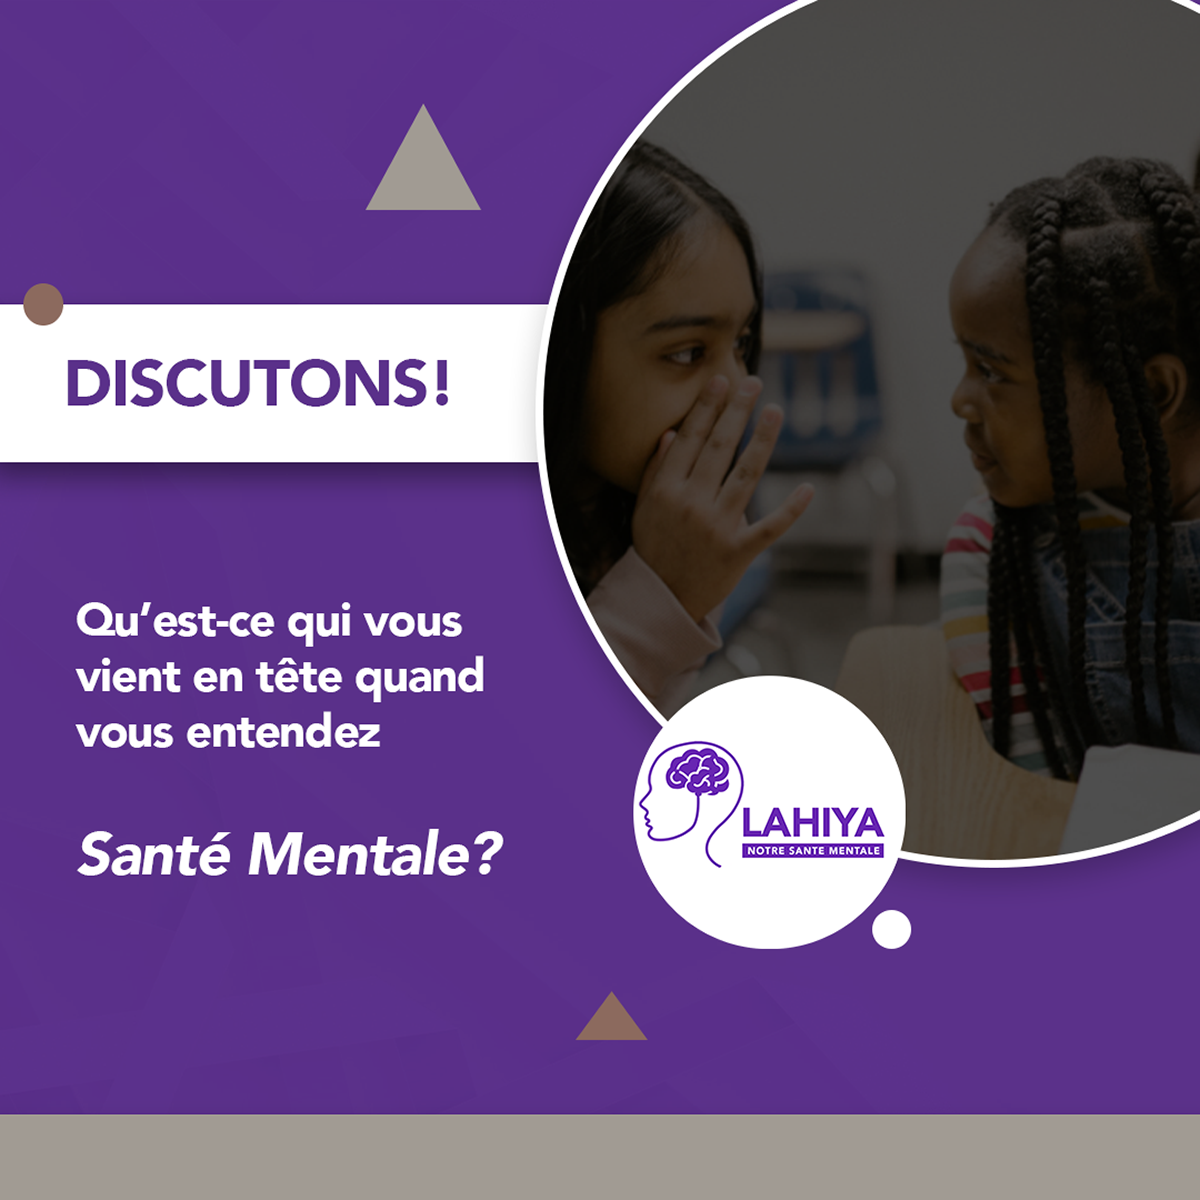 DISCUTONS!
Qu’est-ce qui vous
vient en tête quand
vous entendez
Santé Mentale?
LAHIYA
NOTRE SANTE MENTALE